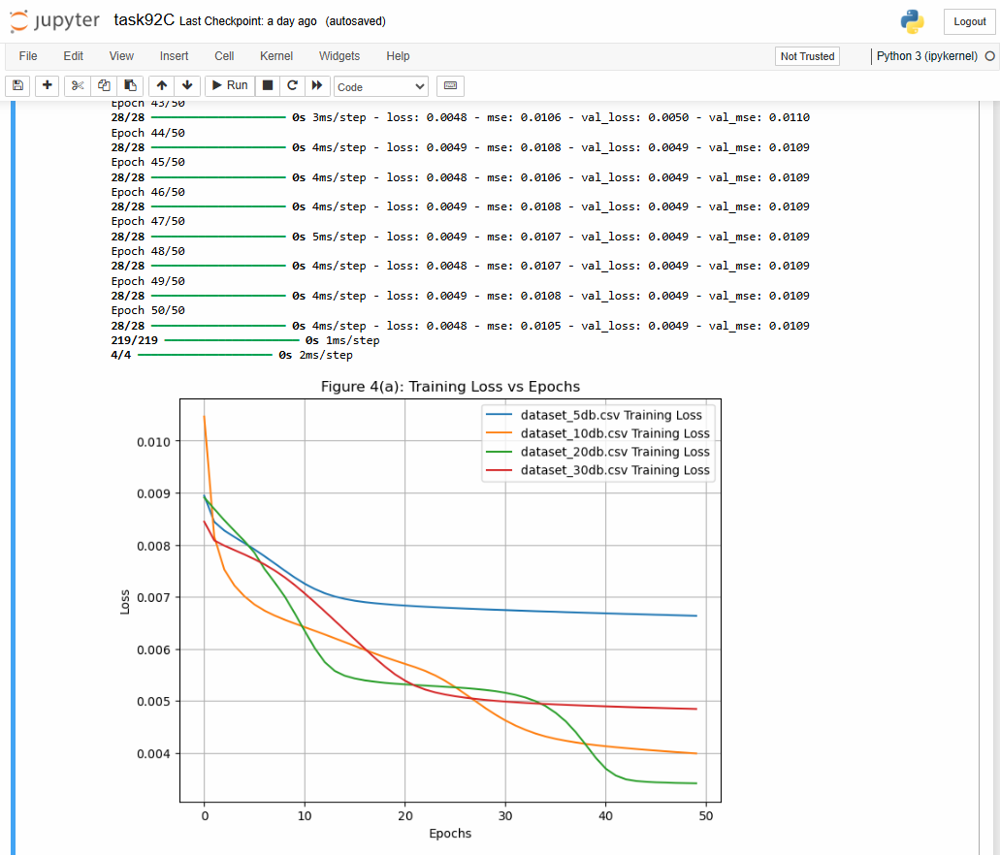 jupyter task92C Last Checkpoint: a day ago (autosaved)
Logout
File Edit View Insert Cell Kernel Widgets Help
Not Trusted
Python 3 (ipykernel)
Run
Code
Epoch 43/50
28/28 0s 3ms/step - loss: 0.0048 - mse: 0.0106 - val_loss: 0.0050 - val_mse: 0.0110
Epoch 44/50
28/28 0s 4ms/step - loss: 0.0049 - mse: 0.0108 - val_loss: 0.0049 - val_mse: 0.0109
Epoch 45/50
28/28 0s 4ms/step - loss: 0.0048 - mse: 0.0106 - val_loss: 0.0049 - val_mse: 0.0109
Epoch 46/50
28/28 0s 4ms/step - loss: 0.0049 - mse: 0.0108 - val_loss: 0.0049 - val_mse: 0.0109
Epoch 47/50
28/28 0s 5ms/step - loss: 0.0049 - mse: 0.0107 - val_loss: 0.0049 - val_mse: 0.0109
Epoch 48/50
28/28 0s 4ms/step - loss: 0.0048 - mse: 0.0107 - val_loss: 0.0049 - val_mse: 0.0109
Epoch 49/50
28/28 0s 4ms/step - loss: 0.0049 - mse: 0.0108 - val_loss: 0.0049 - val_mse: 0.0109
Epoch 50/50
28/28 0s 4ms/step - loss: 0.0048 - mse: 0.0105 - val_loss: 0.0049 - val_mse: 0.0109
219/219 0s 1ms/step
4/4 0s 2ms/step
Figure 4(a): Training Loss vs Epochs
dataset_5db.csv Training Loss
dataset_10db.csv Training Loss
dataset_20db.csv Training Loss
dataset_30db.csv Training Loss
0.010
0.009
0.008
0.007
0.006
0.005
0.004
Loss
0 10 20 30 40 50
Epochs